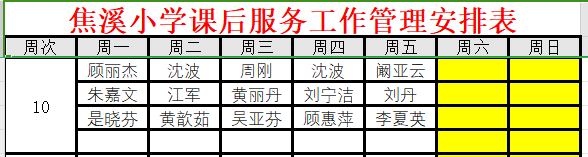 焦溪小学课后服务工作管理安排表
周次 周一 周二 周三 周四 周五 周六 周日
顾丽杰 沈波 周刚 沈波 阚亚云
10 朱嘉文 江军 黄丽丹 刘宁洁 刘丹
是晓芬 黄歆茹 吴亚芬 顾惠萍 李夏英